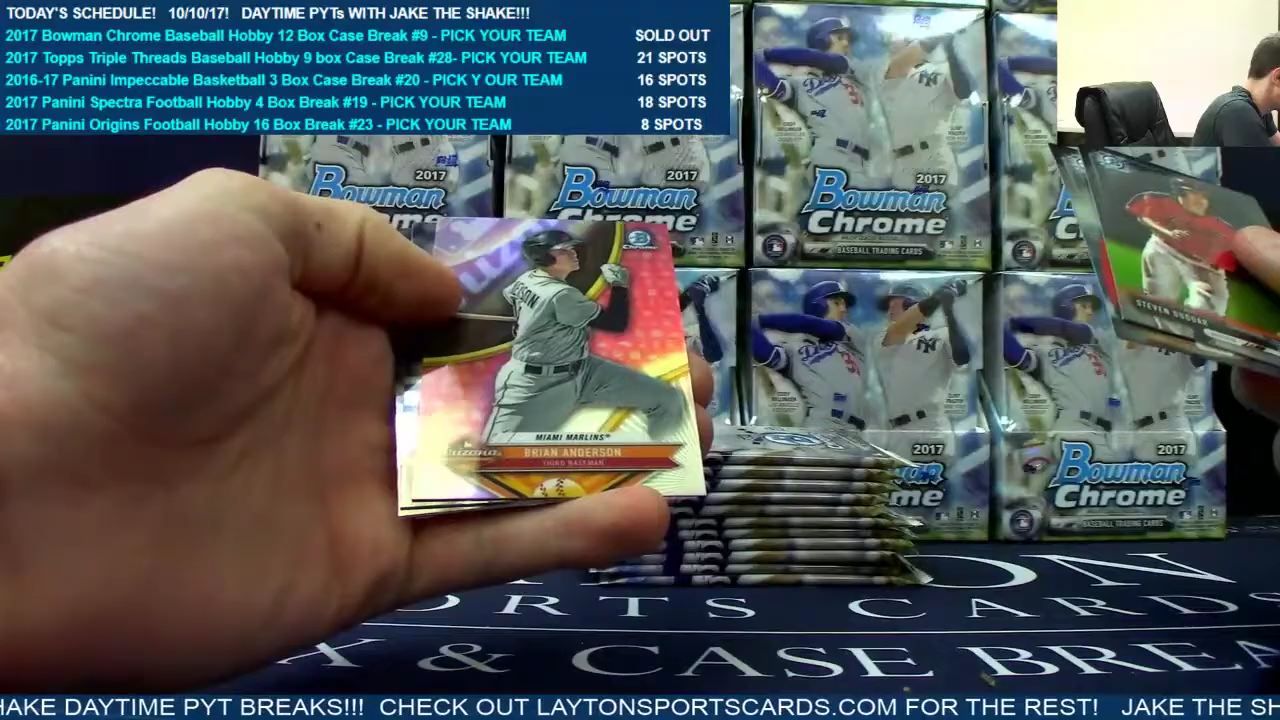 TODAY'S SCHEDULE! 10/10/17! DAYTIME PYTs WITH JAKE THE SHAKE!!!
2017 Bowman Chrome Baseball Hobby 12 Box Case Break #9 - PICK YOUR TEAM SOLD OUT
2017 Topps Triple Threads Baseball Hobby 9 box Case Break #28- PICK YOUR TEAM 21 SPOTS
2016-17 Panini Impeccable Basketball 3 Box Case Break #20 - PICK Y OUR TEAM 16 SPOTS
2017 Panini Spectra Football Hobby 4 Box Break #19 - PICK YOUR TEAM 18 SPOTS
2017 Panini Origins Football Hobby 16 Box Break #23 - PICK YOUR TEAM 8 SPOTS
2017
Bowman
Chrome
2017
Bowman
Chrome
2017
Bowman
Chrome
BASEBALL TRADING CARDS
CHROME
MIAMI MARLINS
BRIAN ANDERSON
THIRD BASEMAN
STEVEN DUGGAR
2017
2017
Bowman
Chrome
BASEBALL TRADING CARDS
ON
RTS CARDS
X & CASE BREA
HAKE DAYTIME PYT BREAKS!!! CHECK OUT LAYTONSPORTSCARDS.COM FOR THE REST! JAKE THE SH